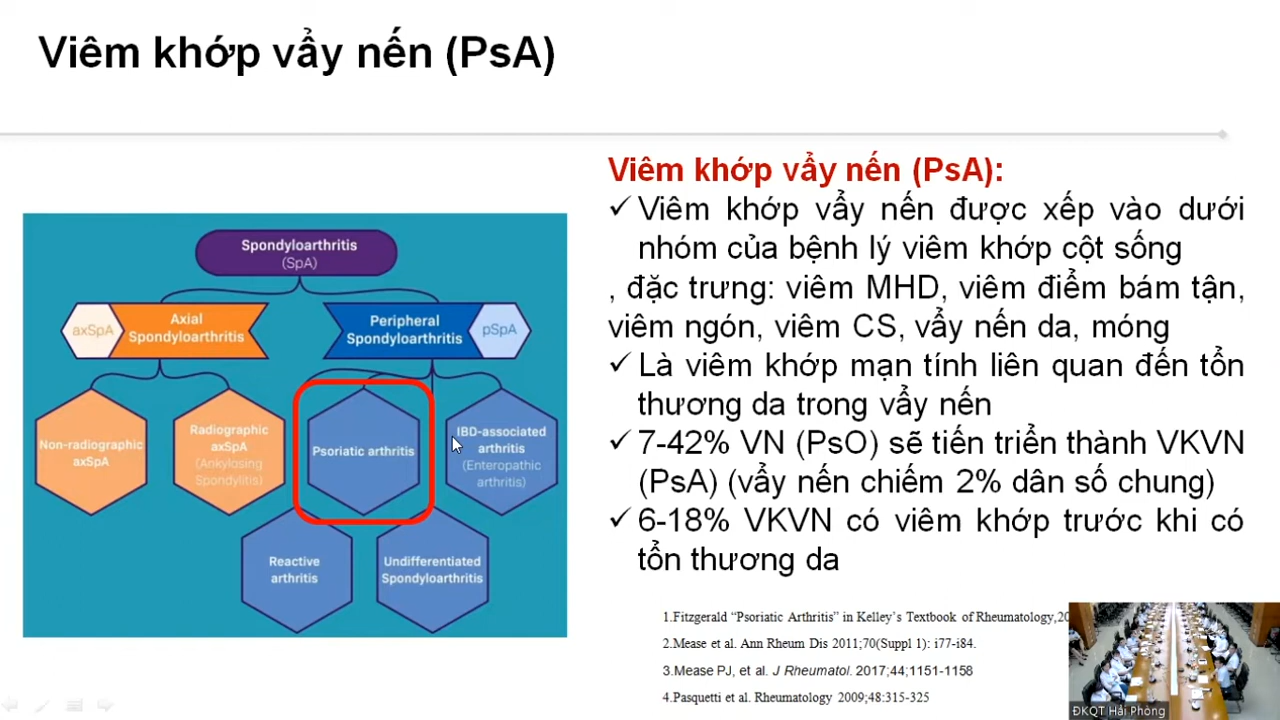 Viêm khớp vẩy nến (PsA)
Spondyloarthritis
(SpA)
axSpA
Axial
Spondyloarthritis
Peripheral
Spondyloarthritis
pSpA
Non-radiographic
axSpA
Radiographic
axSpA
(Ankylosing
Spondylitis)
Psoriatic arthritis
IBD-associated
arthritis
(Enteropathic
arthritis)
Reactive
arthritis
Undifferentiated
Spondyloarthritis
Viêm khớp vẩy nến (PsA):
✓Viêm khớp vẩy nến được xếp vào dưới
nhóm của bệnh lý viêm khớp cột sống
, đặc trưng: viêm MHD, viêm điểm bám tận,
viêm ngón, viêm CS, vẩy nến da, móng
✓Là viêm khớp mạn tính liên quan đến tổn
thương da trong vẩy nến
✓7-42% VN (PsO) sẽ tiến triển thành VKVN
(PsA) (vẩy nến chiếm 2% dân số chung)
✓6-18% VKVN có viêm khớp trước khi có
tổn thương da
1.Fitzgerald “Psoriatic Arthritis” in Kelley’s Textbook of Rheumatology,20
2.Mease et al. Ann Rheum Dis 2011;70(Suppl 1): i77-i84.
3.Mease PJ, et al. J Rheumatol. 2017;44;1151-1158
4.Pasquetti et al. Rheumatology 2009;48:315-325
ĐKQT Hải Phòng